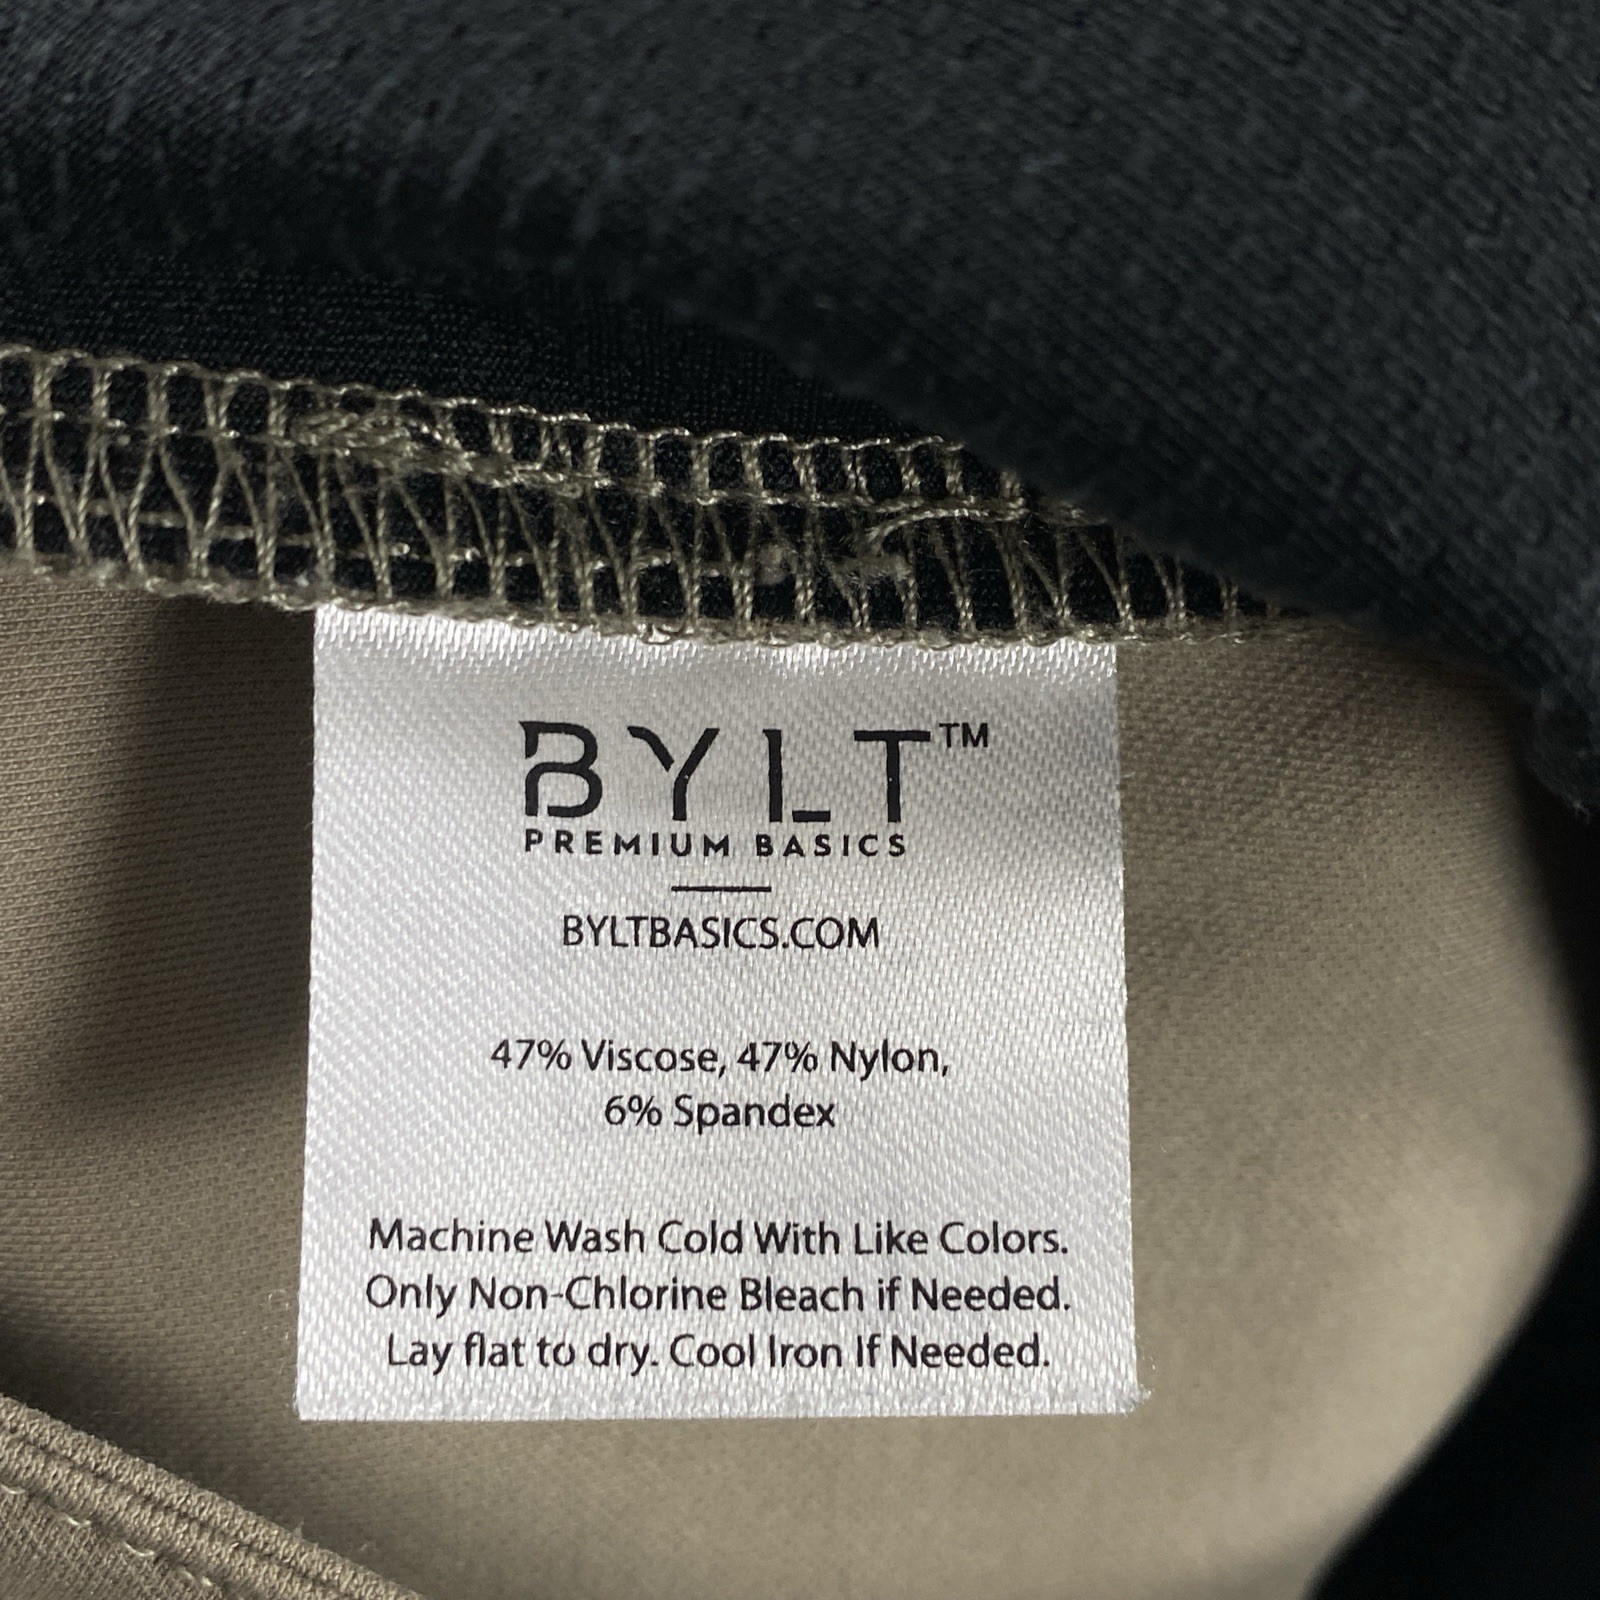 BYLT™
PREMIUM BASICS
BYLTBASICS.COM
47% Viscose, 47% Nylon,
6% Spandex
Machine Wash Cold With Like Colors.
Only Non-Chlorine Bleach if Needed.
Lay flat to dry. Cool Iron If Needed.